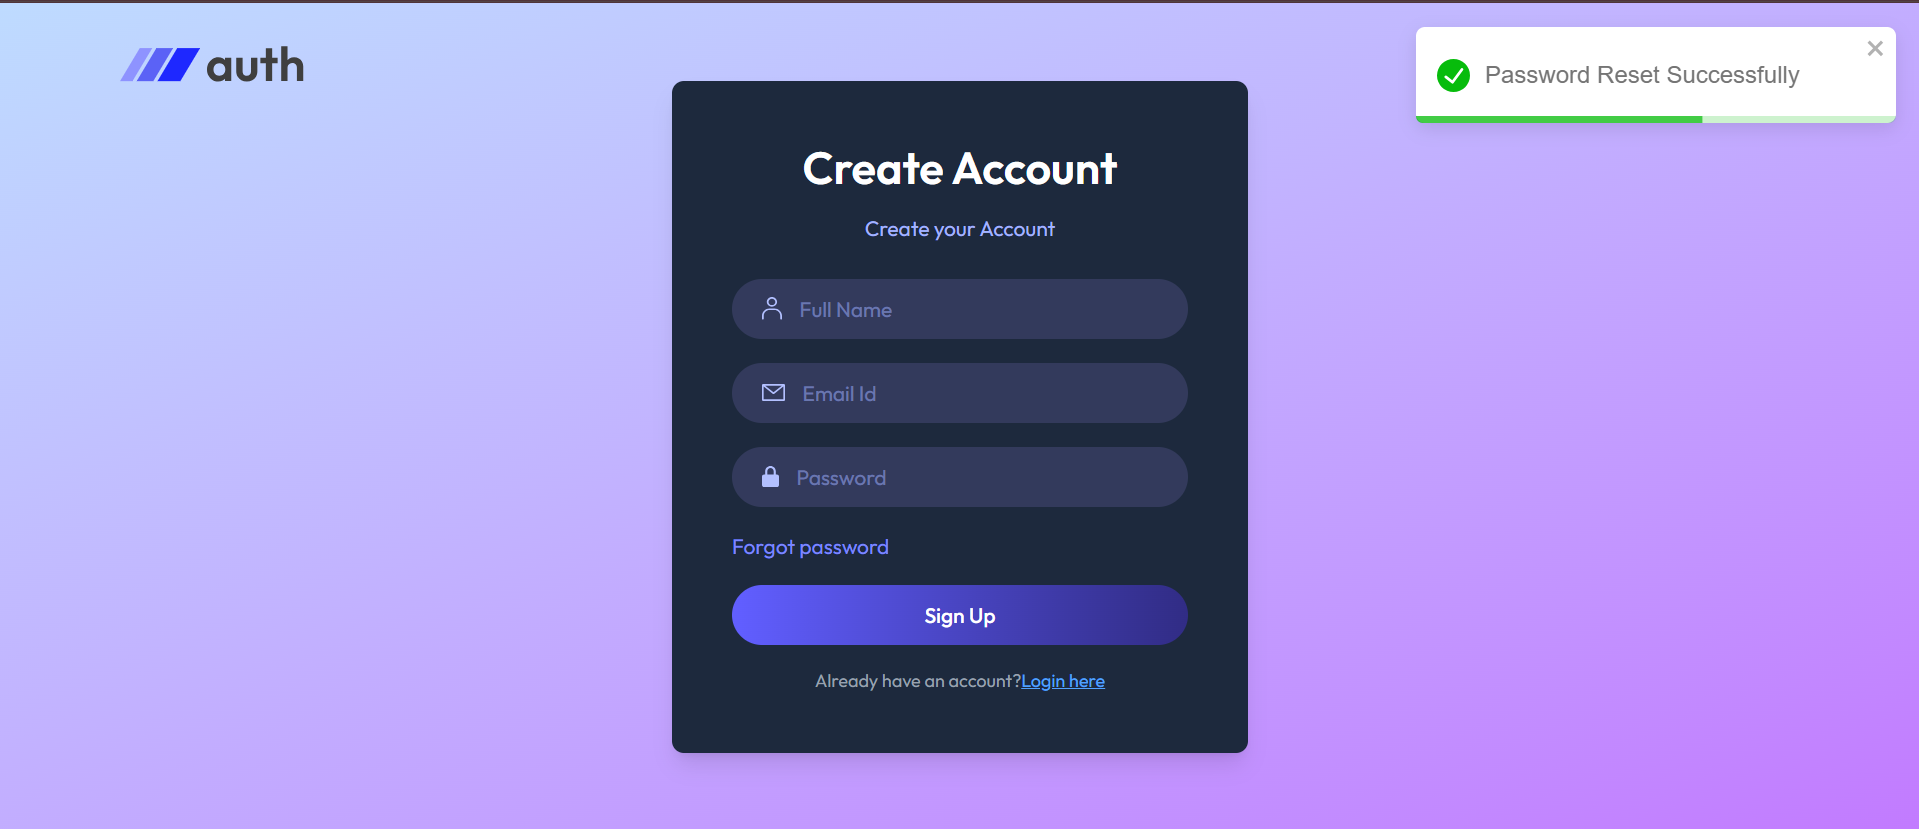 auth
Password Reset Successfully
Create Account
Create your Account
Full Name
Email Id
Password
Forgot password
Sign Up
Already have an account?Login here